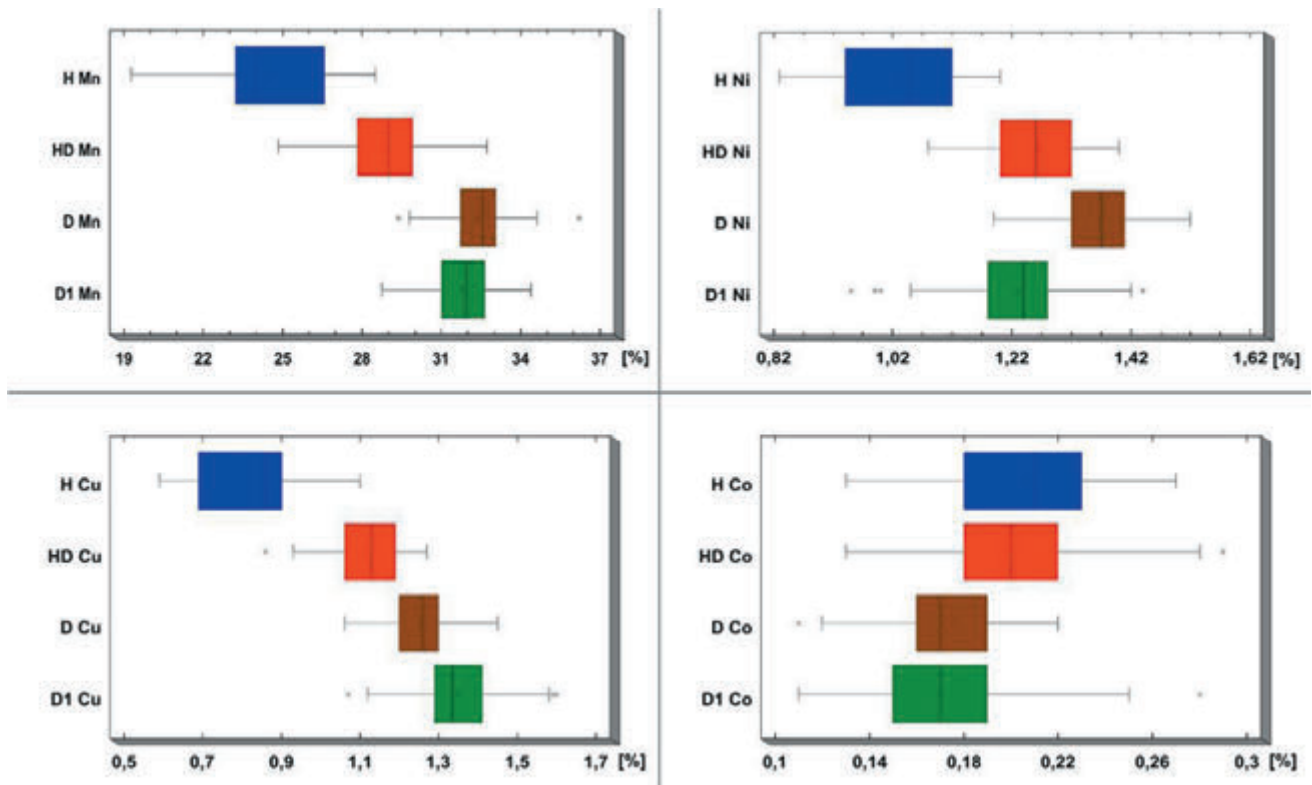 H Mn
HD Mn
D Mn
D1 Mn
19 22 25 28 31 34 37 [%]
H Ni
HD Ni
D Ni
D1 Ni
0,82 1,02 1,22 1,42 1,62 [%]
H Cu
HD Cu
D Cu
D1 Cu
0,5 0,7 0,9 1,1 1,3 1,5 1,7 [%]
H Co
HD Co
D Co
D1 Co
0,1 0,14 0,18 0,22 0,26 0,3 [%]